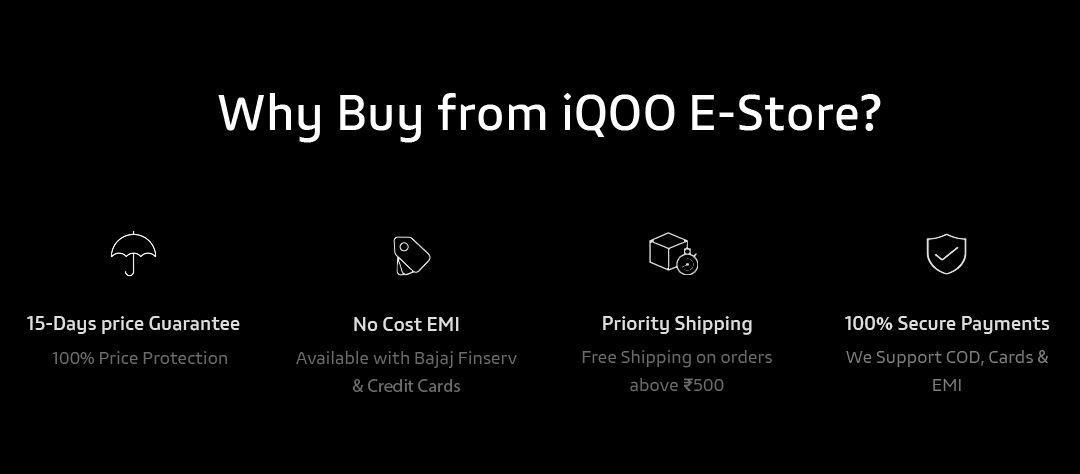 Why Buy from iQOO E-Store?
15-Days price Guarantee
100% Price Protection
No Cost EMI
Available with Bajaj Finserv
& Credit Cards
Priority Shipping
Free Shipping on orders
above ₹500
100% Secure Payments
We Support COD, Cards &
EMI